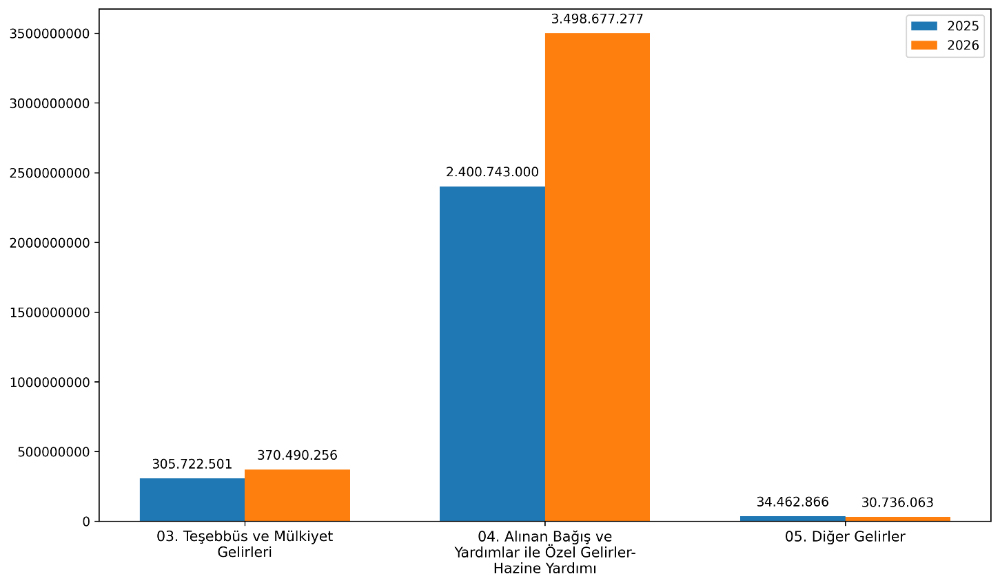 3500000000
3000000000
2500000000
2000000000
1500000000
1000000000
500000000
0
3.498.677.277
2.400.743.000
305.722.501
370.490.256
34.462.866
30.736.063
2025
2026
03. Teşebbüs ve Mülkiyet
Gelirleri
04. Alınan Bağış ve
Yardımlar ile Özel Gelirler-
Hazine Yardımı
05. Diğer Gelirler